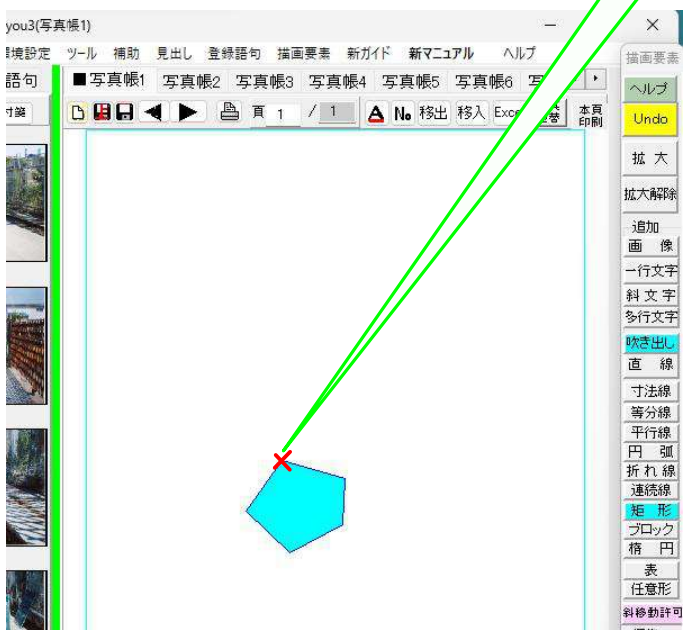 you3(写真帳1)
環境設定 ツール 補助 見出し 登録語句 描画要素 新ガイド 新マニュアル ヘルプ
語句 ■写真帳1 写真帳2 写真帳3 写真帳4 写真帳5 写真帳6
付箋 頁 1 / 1 A No 移出 移入 本頁
印刷
描画要素
ヘルプ
Undo
拡 大
拡大解除
追加
画 像
一行文字
斜 文 字
多行文字
吹き出し
直 線
寸法線
等分線
平行線
円 弧
折 れ 線
連続線
矩 形
ブロック
楕 円
表
任意形
斜移動許可